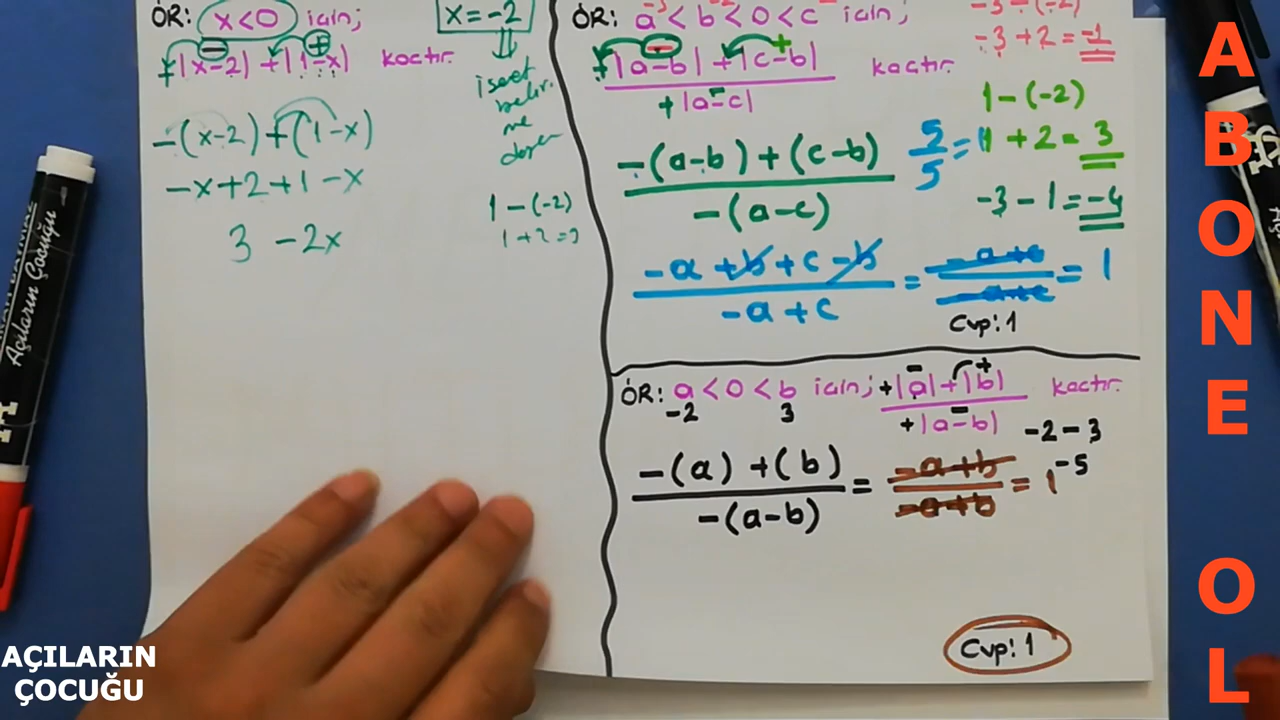 ÖR: x<0 için;
+|x-2| + |1-x| kaçtır.
-(x-2)+(1-x)
-x+2+1-x
3 -2x
x=-2
işaret
belir.
me
1-(-2)
1+2=3
ÖR: a<b<0<c için;
+|a-b| + |c-b|
+|a-c|
kaçtır.
-3-(-2)
-3+2=-1
1-(-2)
1+2=3
-3-1=-4
-(a-b)+(c-b)
-(a-c)
5/5=1
-a+b+c-b
-a+c
= -a+c
-a+c
= 1
Cvp: 1
ÖR: a<0<b için; +|a|+|b|
+|a-b|
kaçtır.
-2 3
-2-3
-5
-(a)+(b)
-(a-b)
= -a+b
-a+b
= 1
Cvp: 1
Açıların Çocuğu
AÇILARIN
ÇOCUĞU
ABONE
OL